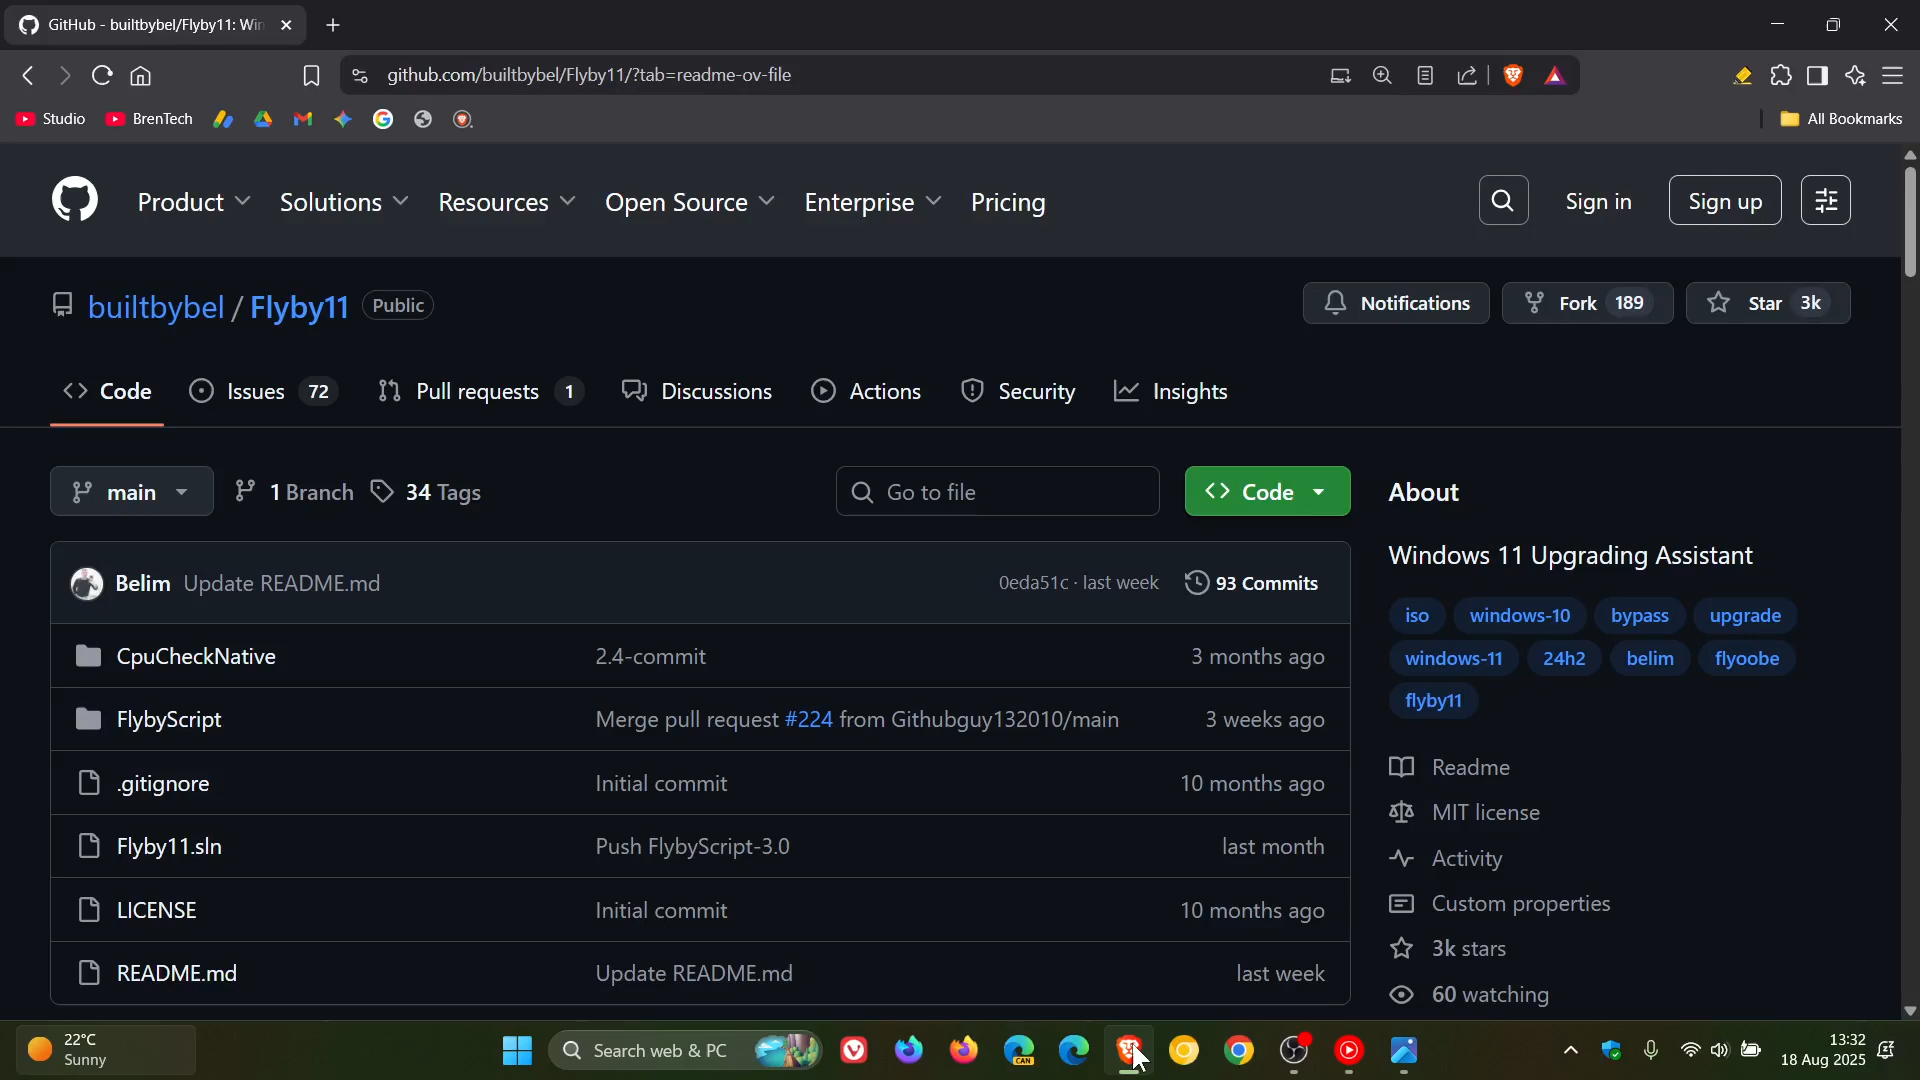 GitHub - builtbybel/Flyby11: Win
github.com/builtbybel/Flyby11/?tab=readme-ov-file
Studio
BrenTech
All Bookmarks
Product
Solutions
Resources
Open Source
Enterprise
Pricing
Sign in
Sign up
builtbybel / Flyby11 Public
Notifications
Fork 189
Star 3k
Code
Issues 72
Pull requests 1
Discussions
Actions
Security
Insights
main
1 Branch
34 Tags
Go to file
Code
Belim Update README.md 0eda51c · last week 93 Commits
CpuCheckNative 2.4-commit 3 months ago
FlybyScript Merge pull request #224 from Githubguy132010/main 3 weeks ago
.gitignore Initial commit 10 months ago
Flyby11.sln Push FlybyScript-3.0 last month
LICENSE Initial commit 10 months ago
README.md Update README.md last week
About
Windows 11 Upgrading Assistant
iso windows-10 bypass upgrade
windows-11 24h2 belim flyoobe
flyby11
Readme
MIT license
Activity
Custom properties
3k stars
60 watching
22°C
Sunny
Search web & PC
CAN
13:32
18 Aug 2025